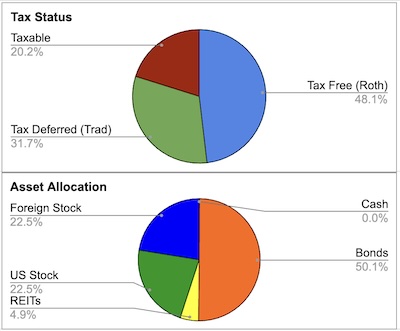 Tax Status
Taxable
20.2%
Tax Free (Roth)
48.1%
Tax Deferred (Trad)
31.7%
Asset Allocation
Foreign Stock
22.5%
Cash
0.0%
Bonds
50.1%
US Stock
22.5%
REITs
4.9%